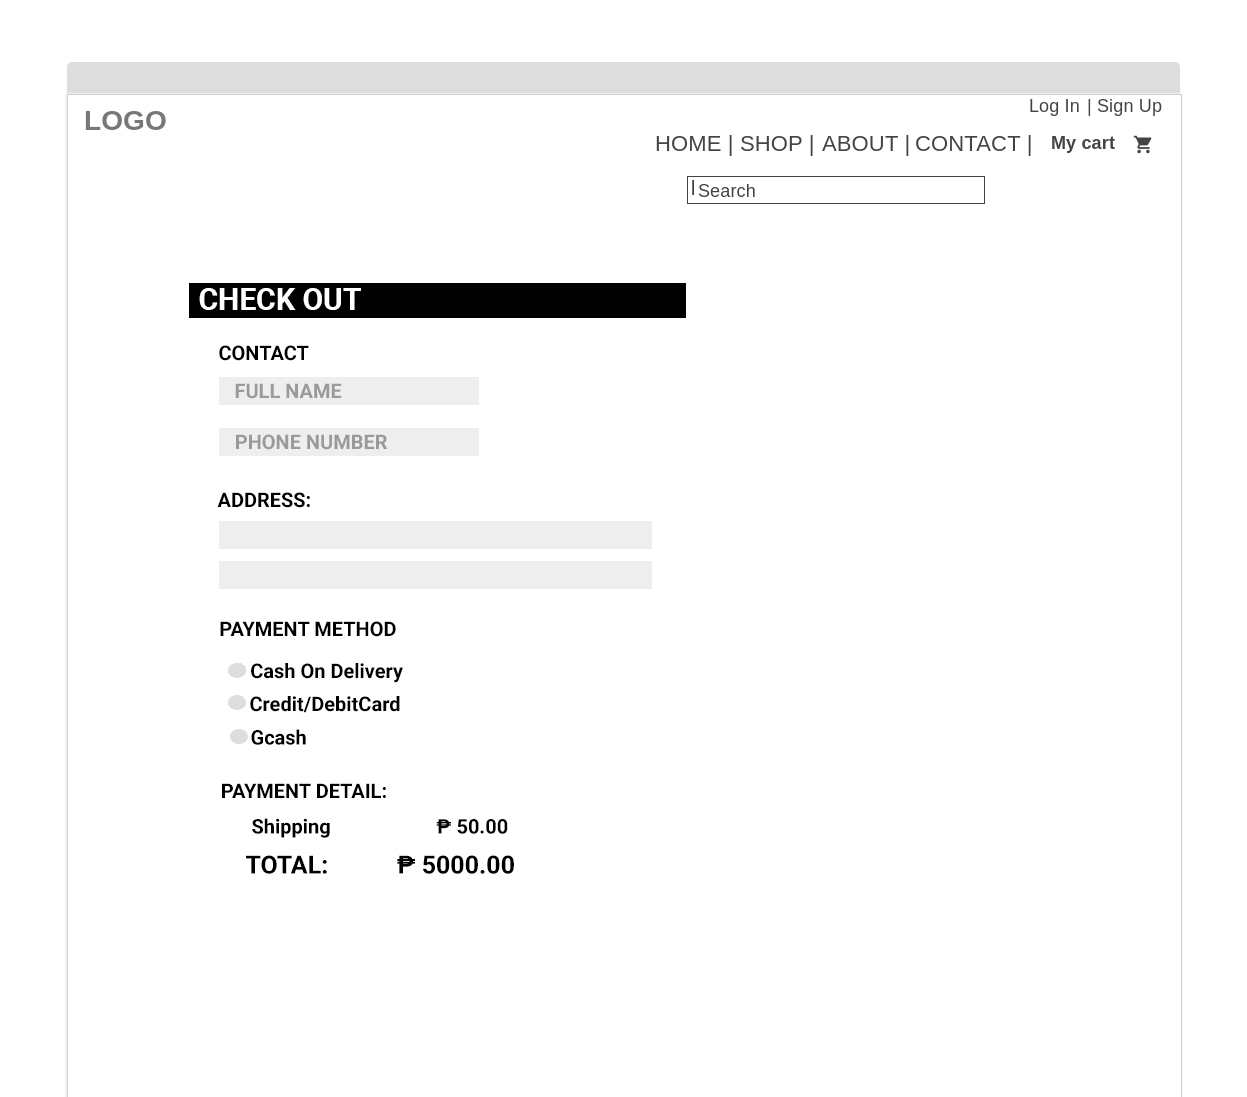 Log In | Sign Up
LOGO
HOME | SHOP | ABOUT | CONTACT | My cart
Search
CHECK OUT
CONTACT
FULL NAME
PHONE NUMBER
ADDRESS:
PAYMENT METHOD
Cash On Delivery
Credit/DebitCard
Gcash
PAYMENT DETAIL:
Shipping ₱ 50.00
TOTAL: ₱ 5000.00